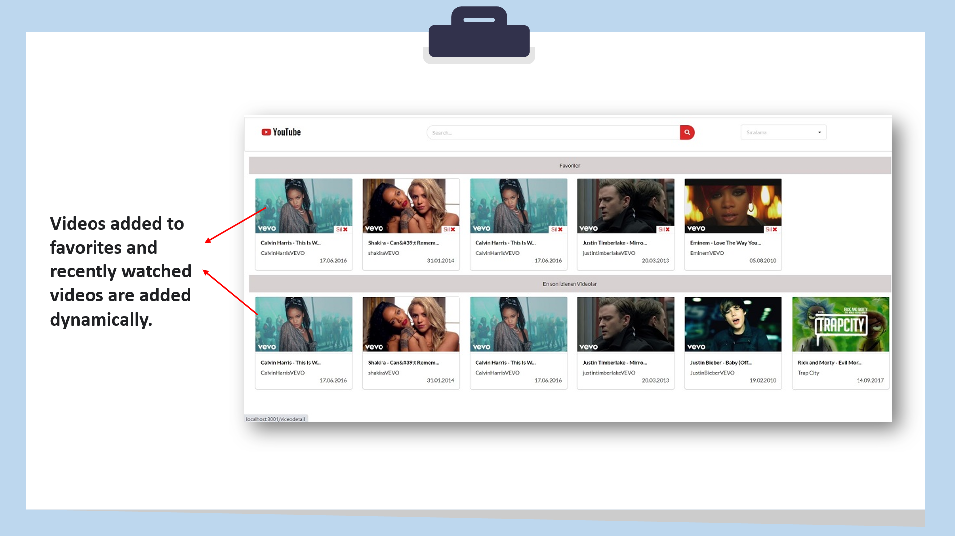 YouTube
Search...
Favoriler
vevo
Sil
vevo
Sil
vevo
Sil
vevo
Sil
vevo
Sil
Calvin Harris - This Is W...
Shakira - Can&#39;t Remem...
Calvin Harris - This Is W...
Justin Timberlake - Mirro...
Eminem - Love The Way You...
CalvinHarrisVEVO
shakiraVEVO
CalvinHarrisVEVO
justintimberlakeVEVO
EminemVEVO
17.06.2016
31.01.2014
17.06.2016
20.03.2013
05.08.2010
Videos added to
favorites and
recently watched
videos are added
dynamically.
En son İzlenen Videolar
vevo
vevo
vevo
vevo
vevo
TRAPCITY
Calvin Harris - This Is W...
Shakira - Can&#39;t Remem...
Calvin Harris - This Is W...
Justin Timberlake - Mirro...
Justin Bieber - Baby (Off...
Rick and Morty - Evil Mor...
CalvinHarrisVEVO
shakiraVEVO
CalvinHarrisVEVO
justintimberlakeVEVO
JustinBieberVEVO
Trap City
17.06.2016
31.01.2014
17.06.2016
20.03.2013
19.02.2010
14.09.2017
localhost:3001/videodetail